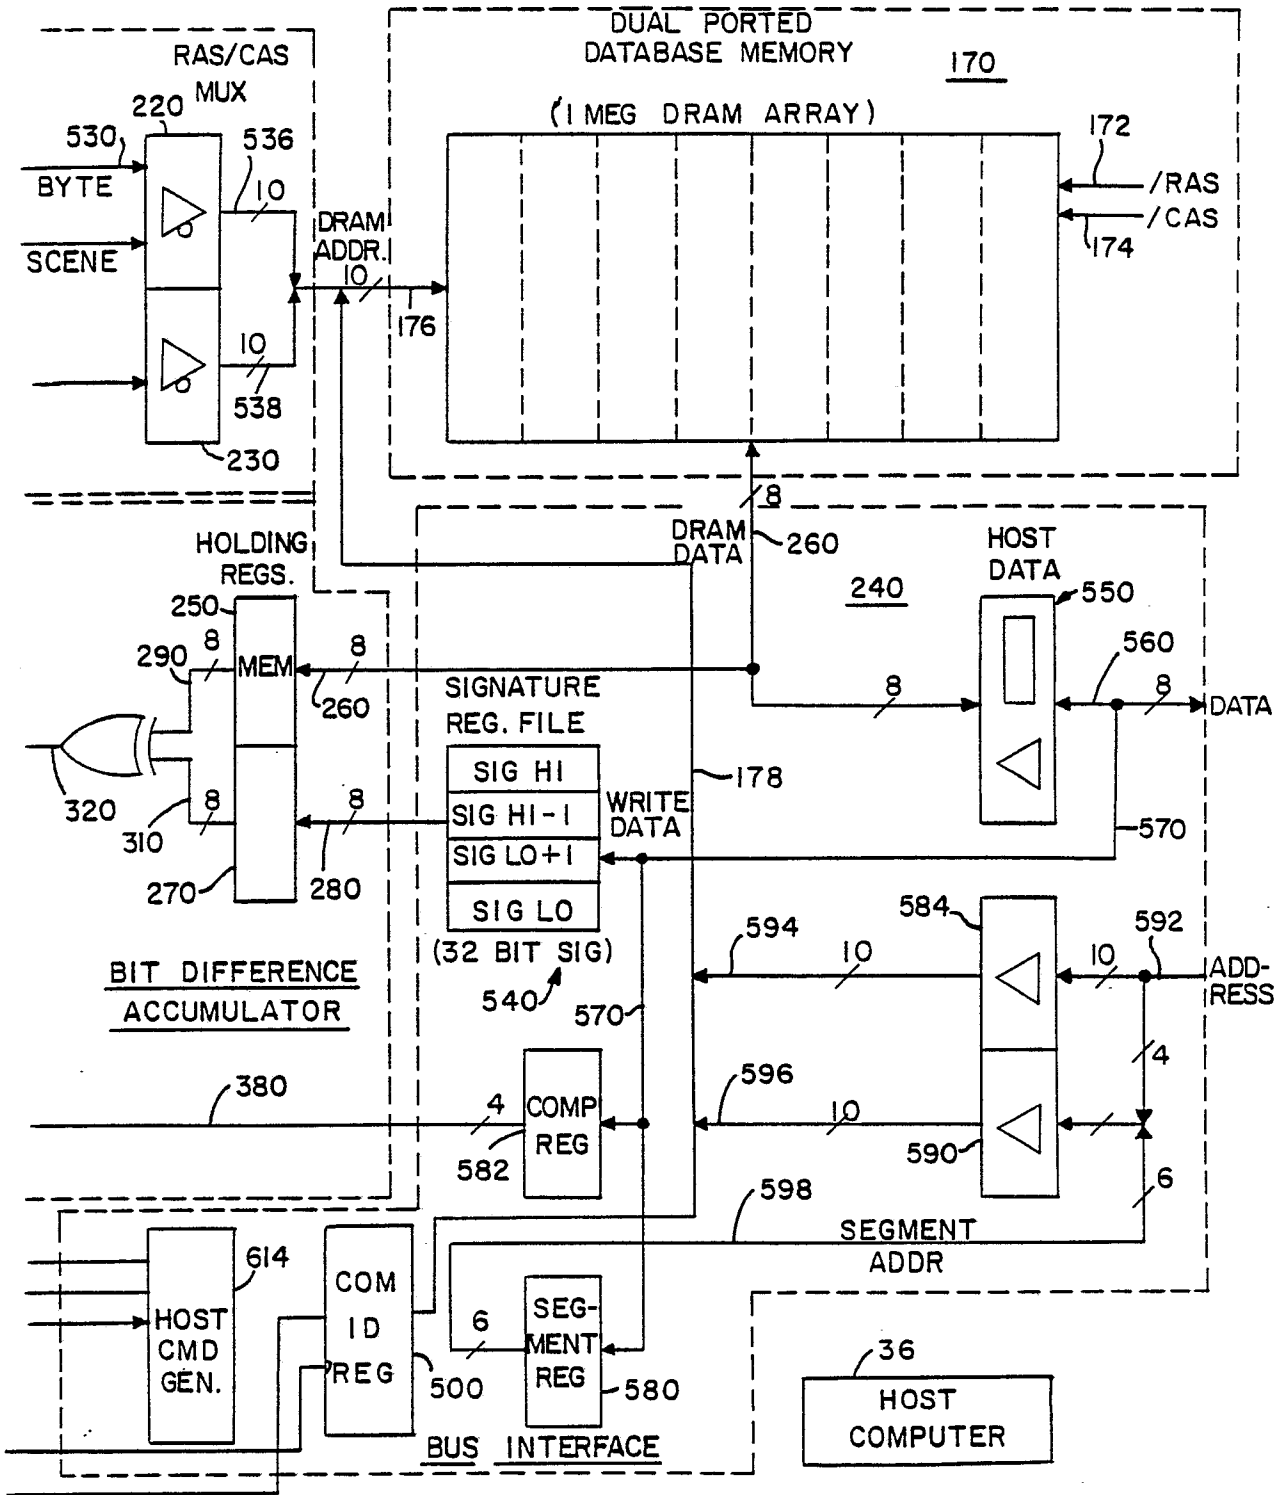 DUAL PORTED
DATABASE MEMORY
170
(1 MEG DRAM ARRAY)
RAS/CAS
MUX
220
530
536
BYTE
10
SCENE
DRAM
ADDR.
10
176
172
/RAS
/CAS
174
10
538
230
8
DRAM
DATA
260
HOLDING
REGS.
250
8
290
MEM
8
260
240
HOST
DATA
550
560
8
8
DATA
SIGNATURE
REG. FILE
SIG HI
SIG HI-1
SIG LO+1
SIG LO
(32 BIT SIG)
540
WRITE
DATA
178
570
320
310
8
8
270
280
BIT DIFFERENCE
ACCUMULATOR
584
592
594
10
10
ADD-
RESS
570
4
380
4
COMP
REG
582
596
10
590
6
598
SEGMENT
ADDR
614
HOST
CMD
GEN.
COM
ID
REG
500
6
SEG-
MENT
REG
580
BUS INTERFACE
36
HOST
COMPUTER